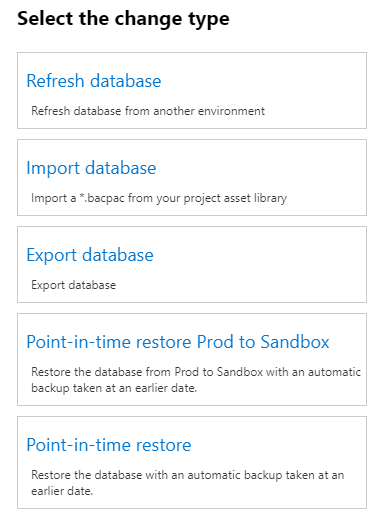 Select the change type
Refresh database
Refresh database from another environment
Import database
Import a *.bacpac from your project asset library
Export database
Export database
Point-in-time restore Prod to Sandbox
Restore the database from Prod to Sandbox with an automatic
backup taken at an earlier date.
Point-in-time restore
Restore the database with an automatic backup taken at an
earlier date.